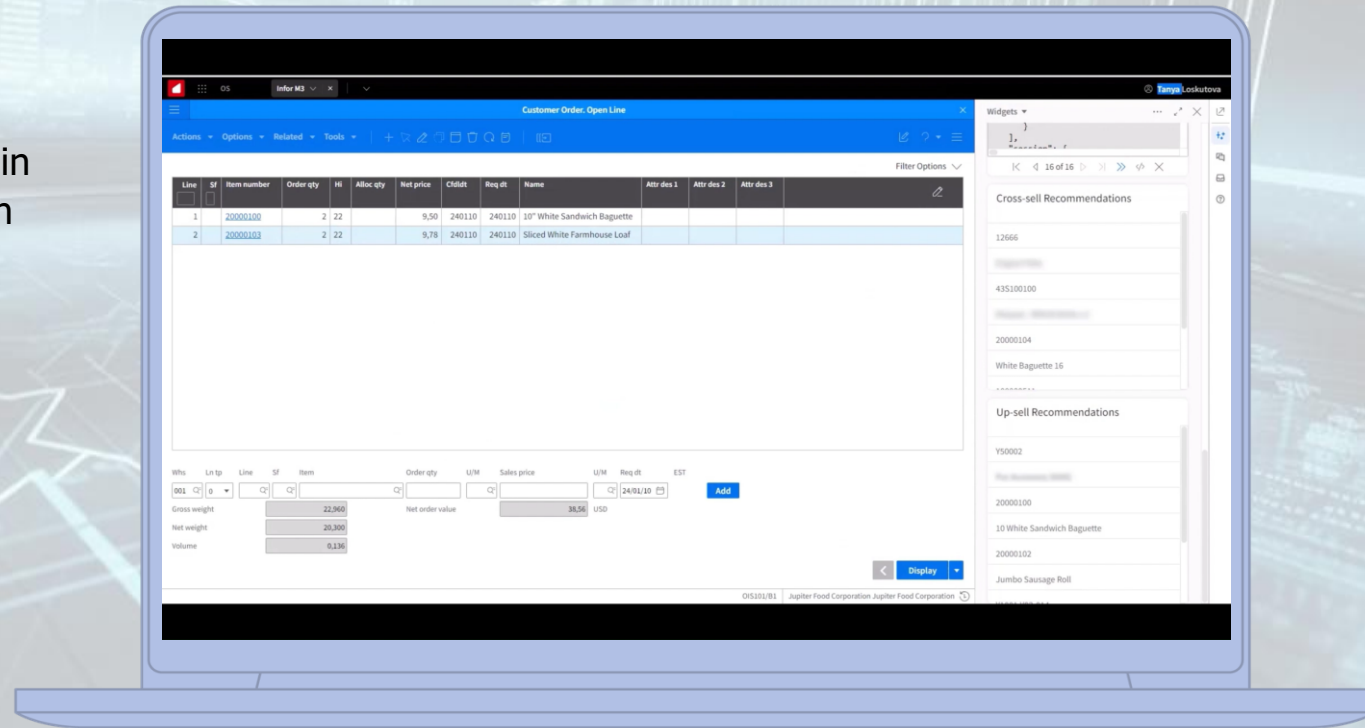 in
OS Infor M3 × Tanya Loskutova
Customer Order. Open Line ×
Actions Options Related Tools
Filter Options
Line Sf Item number Order qty Hi Alloc qty Net price Cfdldt Req dt Name Attr des 1 Attr des 2 Attr des 3
1 20000100 2 22 9,50 240110 240110 10" White Sandwich Baguette
2 20000103 2 22 9,78 240110 240110 Sliced White Farmhouse Loaf
Whs Ln tp Line Sf Item Order qty U/M Sales price U/M Req dt EST
001 0 24/01/10 Add
Gross weight 22,960 Net order value 38,56 USD
Net weight 20,300
Volume 0,136
Display
OIS101/B1 Jupiter Food Corporation Jupiter Food Corporation
Widgets
}
],
16 of 16
Cross-sell Recommendations
12666
43S100100
20000104
White Baguette 16
Up-sell Recommendations
Y50002
20000100
10 White Sandwich Baguette
20000102
Jumbo Sausage Roll